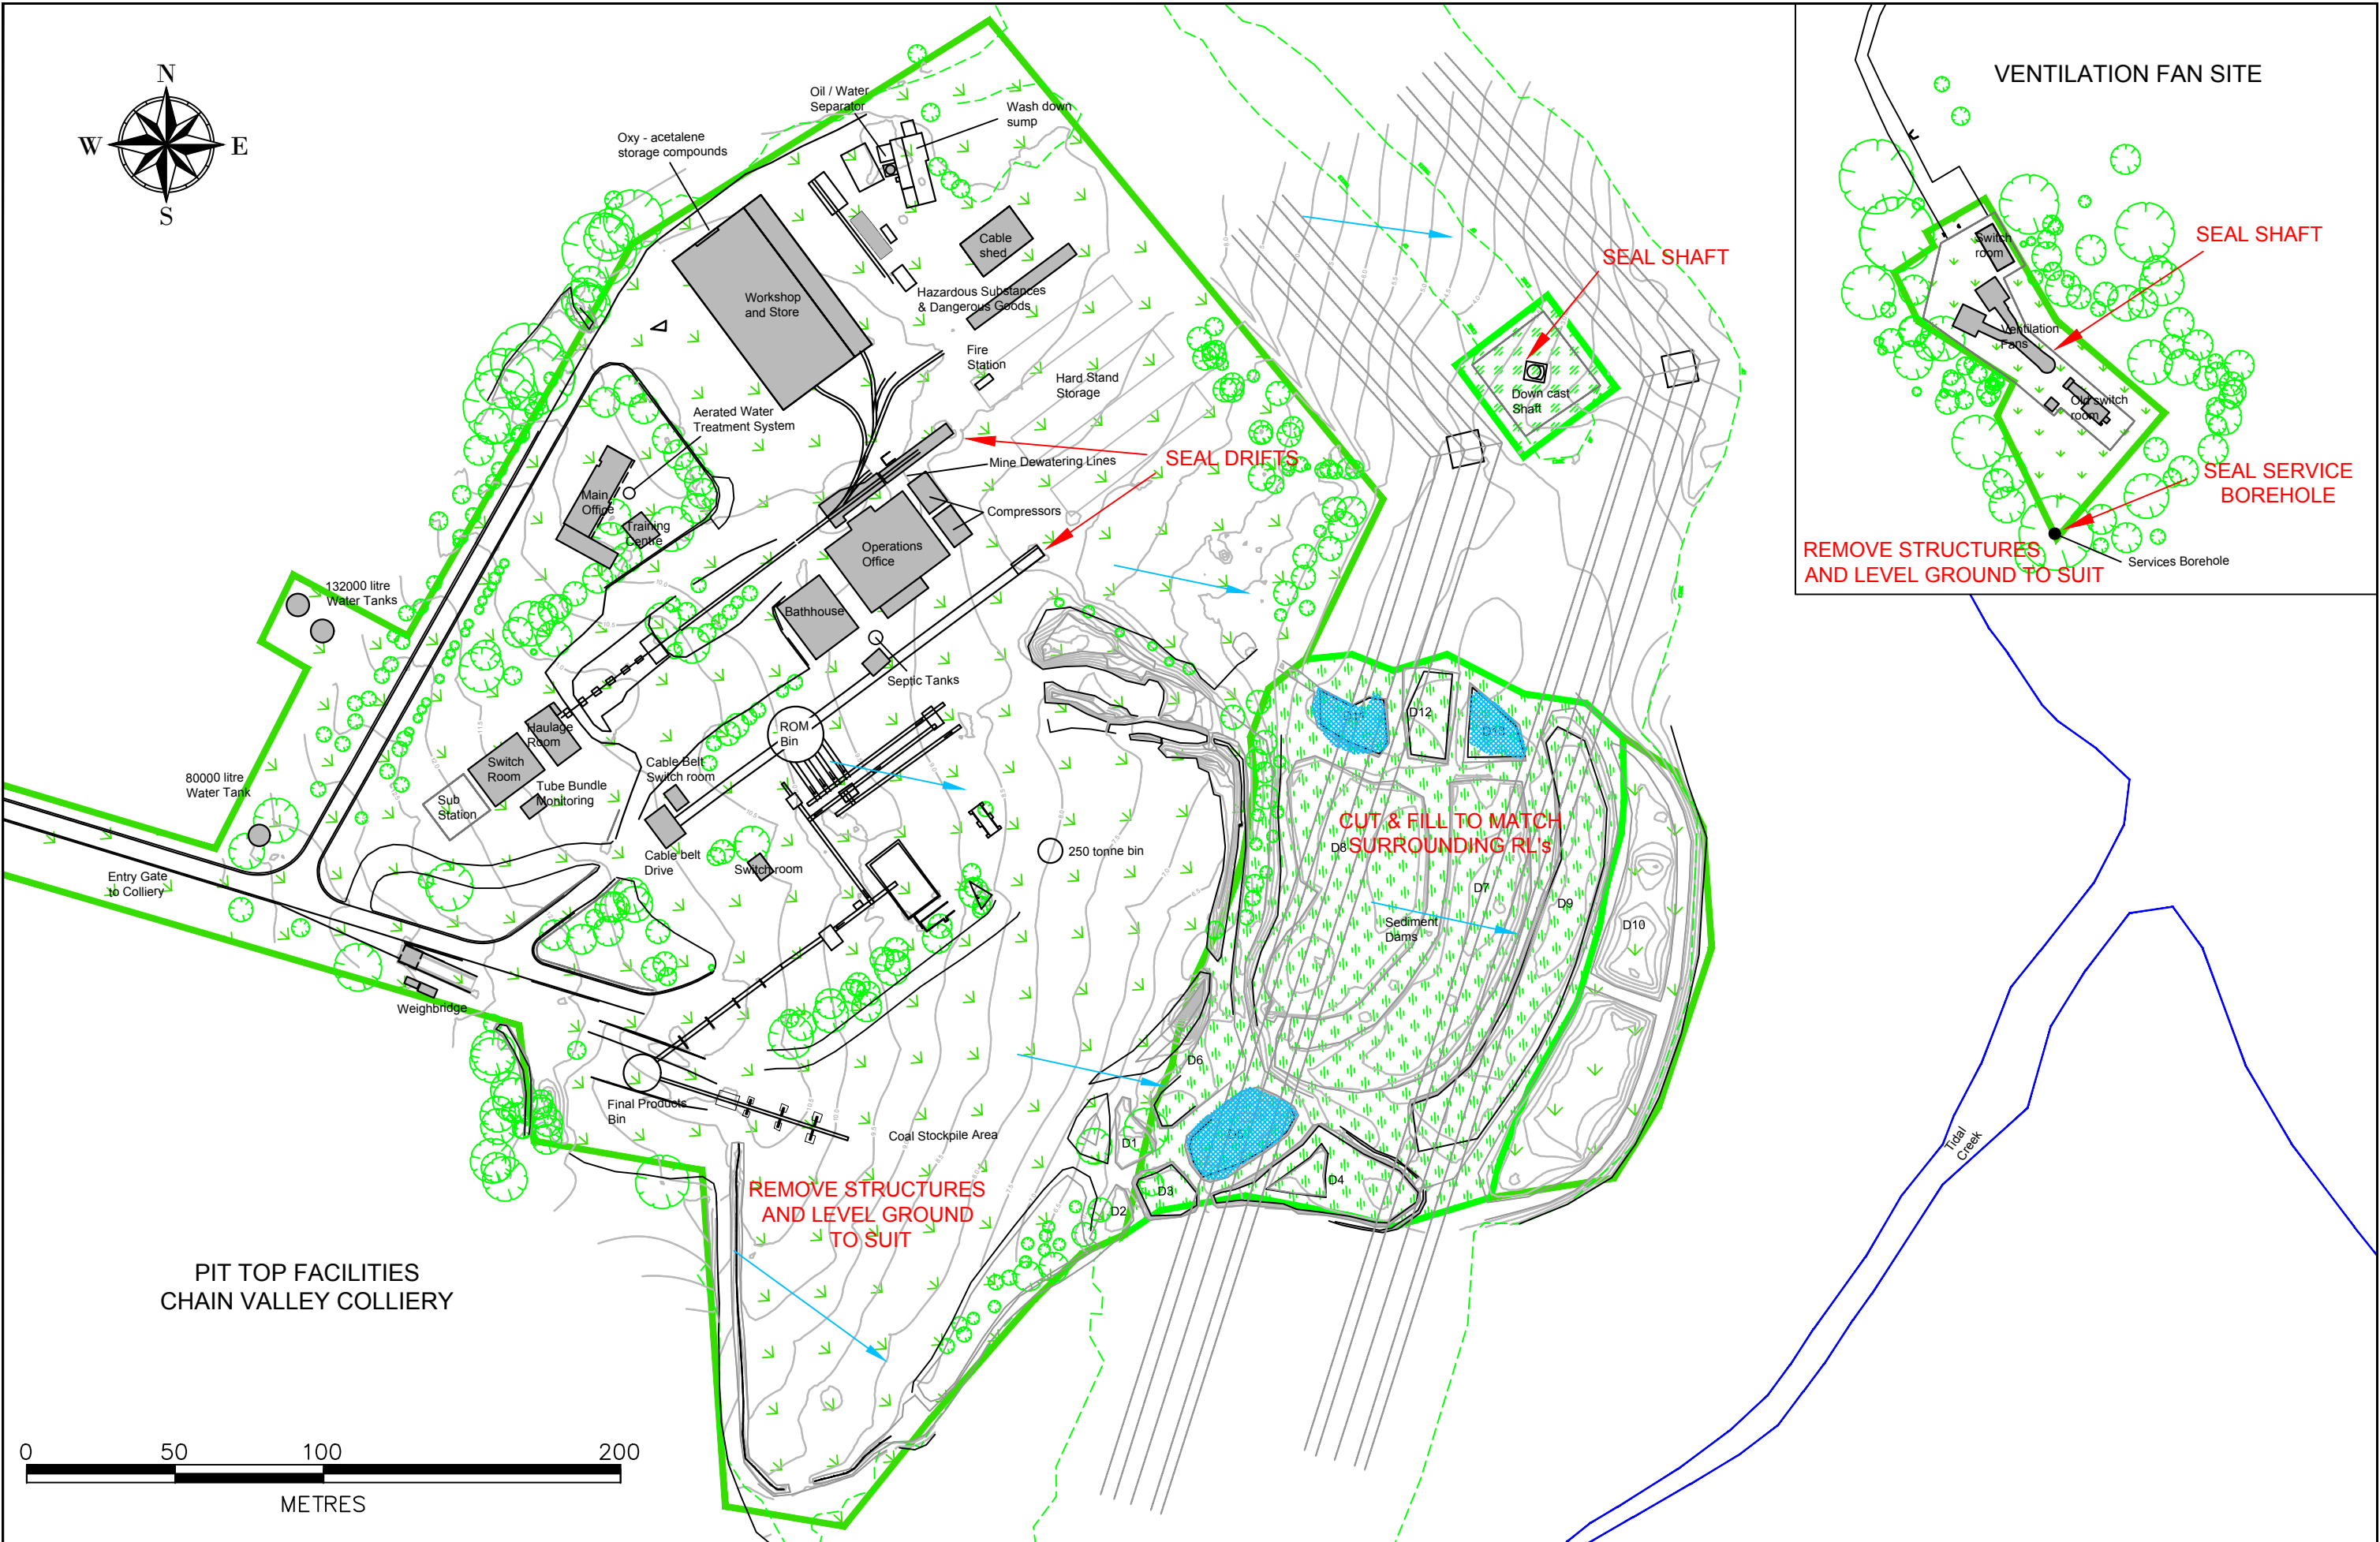 N
W
E
S
VENTILATION FAN SITE
Switch
room
SEAL SHAFT
Ventilation
Fans
Old switch
room
SEAL SERVICE
BOREHOLE
Services Borehole
REMOVE STRUCTURES
AND LEVEL GROUND TO SUIT
Oil / Water
Separator
Wash down
sump
Oxy - acetalene
storage compounds
Cable
shed
Workshop
and Store
Hazardous Substances
& Dangerous Goods
SEAL SHAFT
Fire
Station
Hard Stand
Storage
Down cast
Shaft
Aerated Water
Treatment System
SEAL DRIFTS
Mine Dewatering Lines
Main
Office
Training
Centre
Compressors
Operations
Office
132000 litre
Water Tanks
Bathhouse
Septic Tanks
Haulage
Room
ROM
Bin
D12
D13
Switch
Room
Cable Belt
Switch room
80000 litre
Water Tank
Tube Bundle
Monitoring
Sub
Station
CUT & FILL TO MATCH
SURROUNDING RL's
D8
250 tonne bin
Cable belt
Drive
Switch room
Entry Gate
to Colliery
D7
D9
Sediment
Dams
D10
Weighbridge
D6
Final Products
Bin
Coal Stockpile Area
D1
D5
Tidal
Creek
REMOVE STRUCTURES
AND LEVEL GROUND
TO SUIT
D3
D4
D2
PIT TOP FACILITIES
CHAIN VALLEY COLLIERY
0 50 100 200
METRES